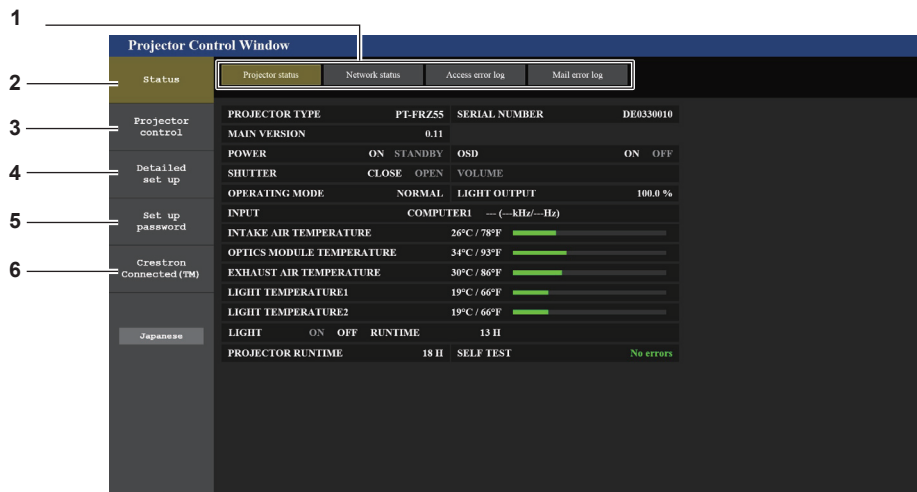 1
Projector Control Window
2
Status
Projector status
Network status
Access error log
Mail error log
3
Projector
control
4
Detailed
set up
5
Set up
password
6
Crestron
Connected(TM)
Japanese
PROJECTOR TYPE PT-FRZ55 SERIAL NUMBER DE0330010
MAIN VERSION 0.11
POWER ON STANDBY OSD ON OFF
SHUTTER CLOSE OPEN VOLUME
OPERATING MODE NORMAL LIGHT OUTPUT 100.0 %
INPUT COMPUTER1 --- (---kHz/---Hz)
INTAKE AIR TEMPERATURE 26°C / 78°F
OPTICS MODULE TEMPERATURE 34°C / 93°F
EXHAUST AIR TEMPERATURE 30°C / 86°F
LIGHT TEMPERATURE1 19°C / 66°F
LIGHT TEMPERATURE2 19°C / 66°F
LIGHT ON OFF RUNTIME 13 H
PROJECTOR RUNTIME 18 H SELF TEST No errors